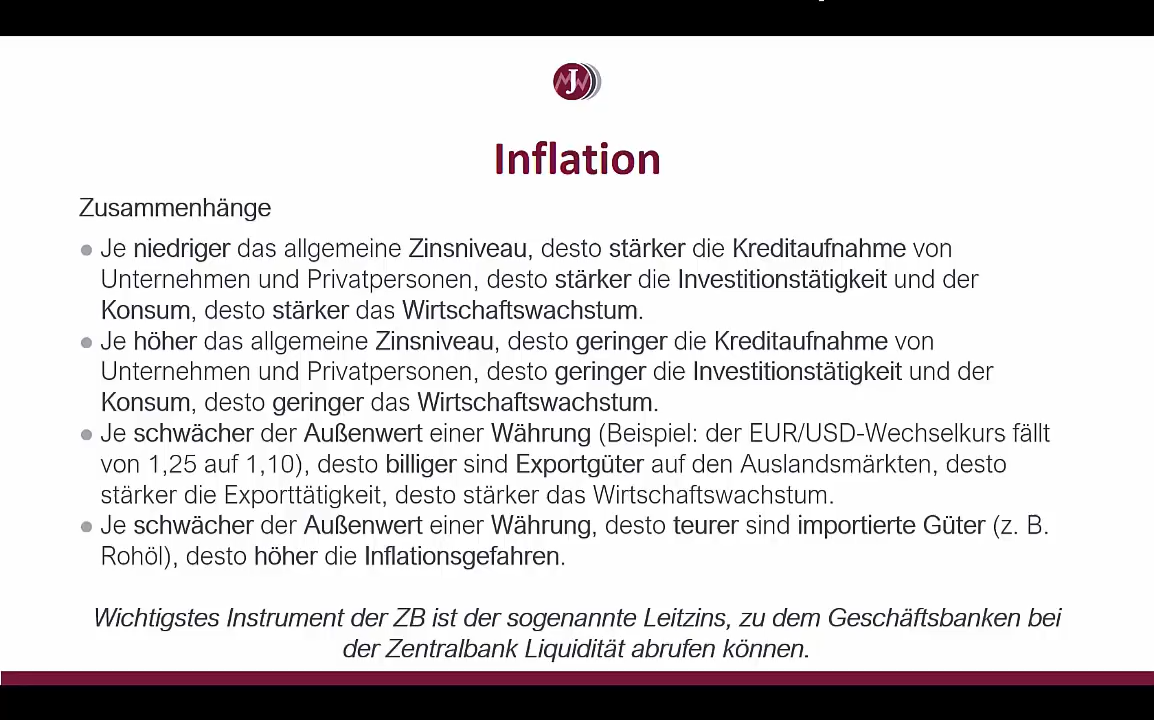 J
Inflation
Zusammenhänge
● Je niedriger das allgemeine Zinsniveau, desto stärker die Kreditaufnahme von
Unternehmen und Privatpersonen, desto stärker die Investitionstätigkeit und der
Konsum, desto stärker das Wirtschaftswachstum.
● Je höher das allgemeine Zinsniveau, desto geringer die Kreditaufnahme von
Unternehmen und Privatpersonen, desto geringer die Investitionstätigkeit und der
Konsum, desto geringer das Wirtschaftswachstum.
● Je schwächer der Außenwert einer Währung (Beispiel: der EUR/USD-Wechselkurs fällt
von 1,25 auf 1,10), desto billiger sind Exportgüter auf den Auslandsmärkten, desto
stärker die Exporttätigkeit, desto stärker das Wirtschaftswachstum.
● Je schwächer der Außenwert einer Währung, desto teurer sind importierte Güter (z. B.
Rohöl), desto höher die Inflationsgefahren.
Wichtigstes Instrument der ZB ist der sogenannte Leitzins, zu dem Geschäftsbanken bei
der Zentralbank Liquidität abrufen können.